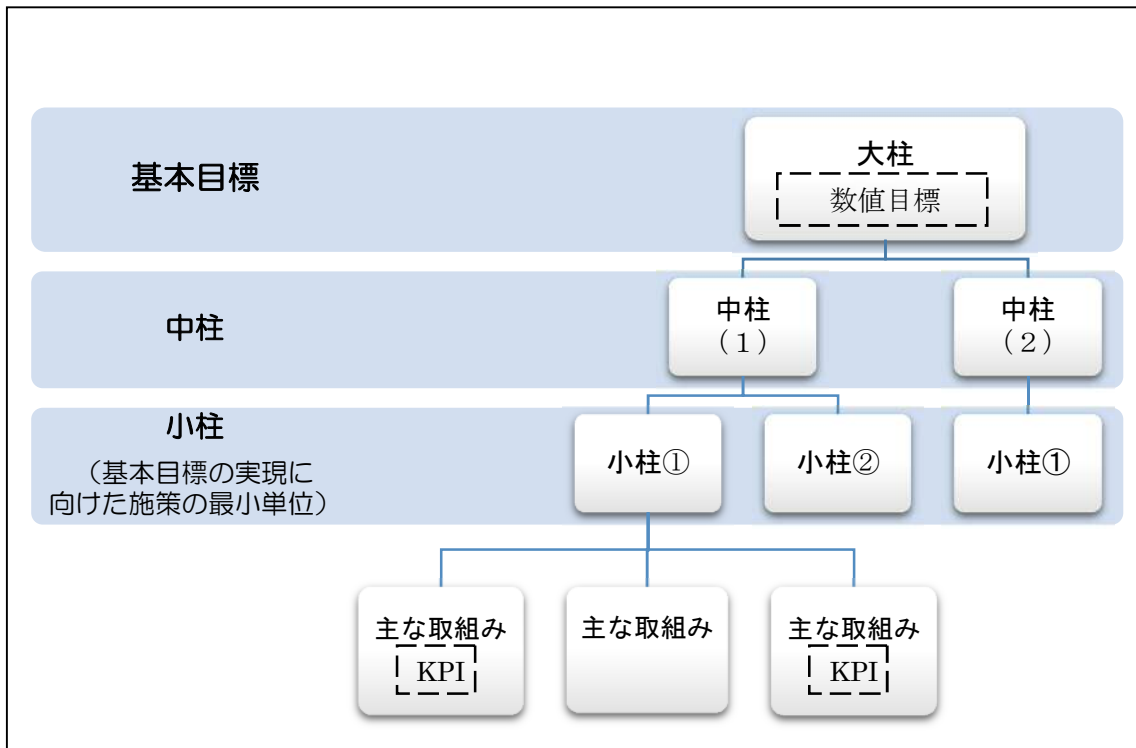 基本目標
大柱
数値目標
中柱
中柱
（１）
中柱
（２）
小柱
（基本目標の実現に
向けた施策の最小単位）
小柱①
小柱②
小柱①
主な取組み
KPI
主な取組み
主な取組み
KPI